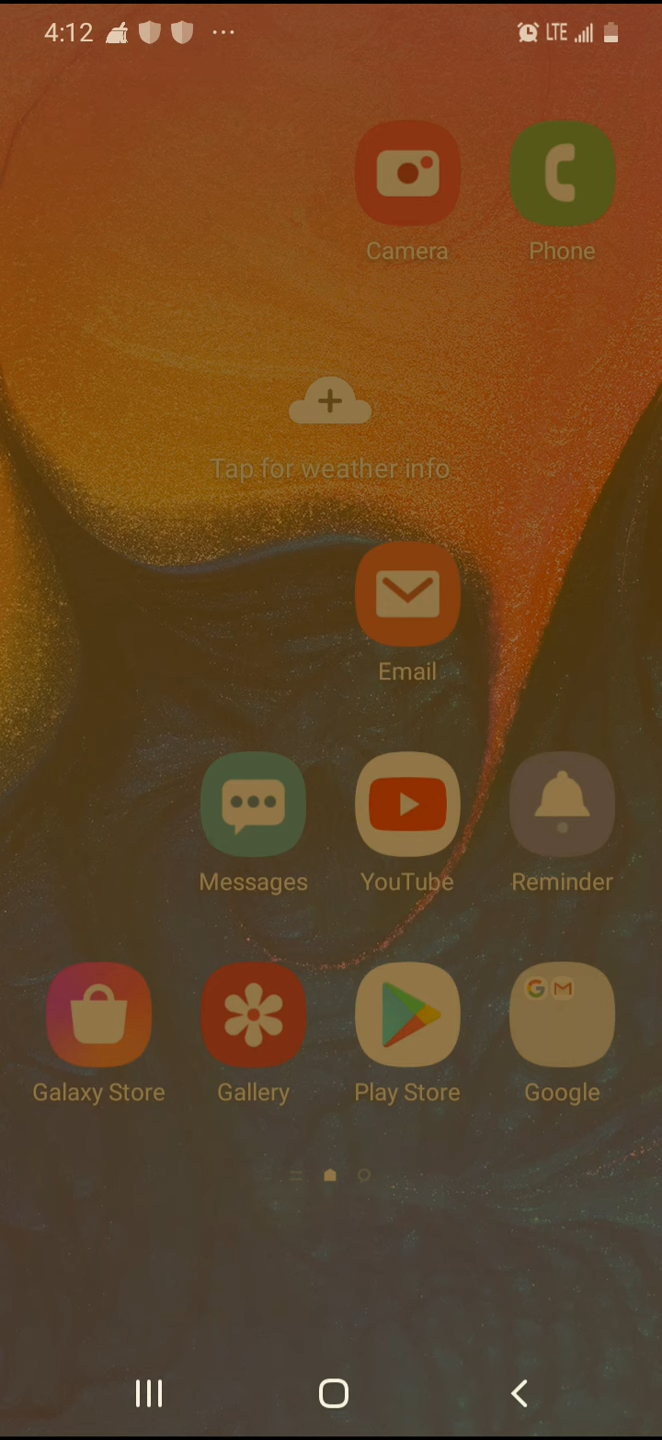 4:12 LTE
Camera Phone
Tap for weather info
Email
Messages YouTube Reminder
Galaxy Store Gallery Play Store Google